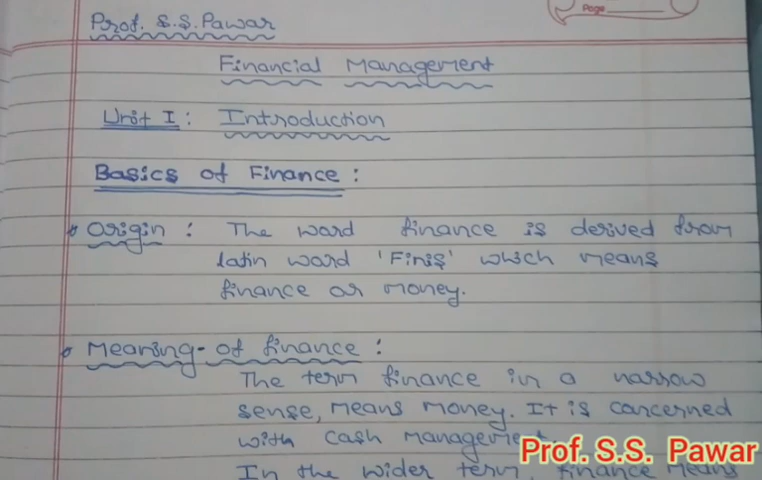 Page
Prof. S.S. Pawar
Financial Management
Unit I : Introduction
Basics of Finance :
Origin : The word finance is derived from
latin word 'Finis' which means
finance or money.
Meaning of finance :
The term finance in a narrow
sense, means money. It is concerned
with cash management.
In the wider term, finance means
Prof. S.S. Pawar